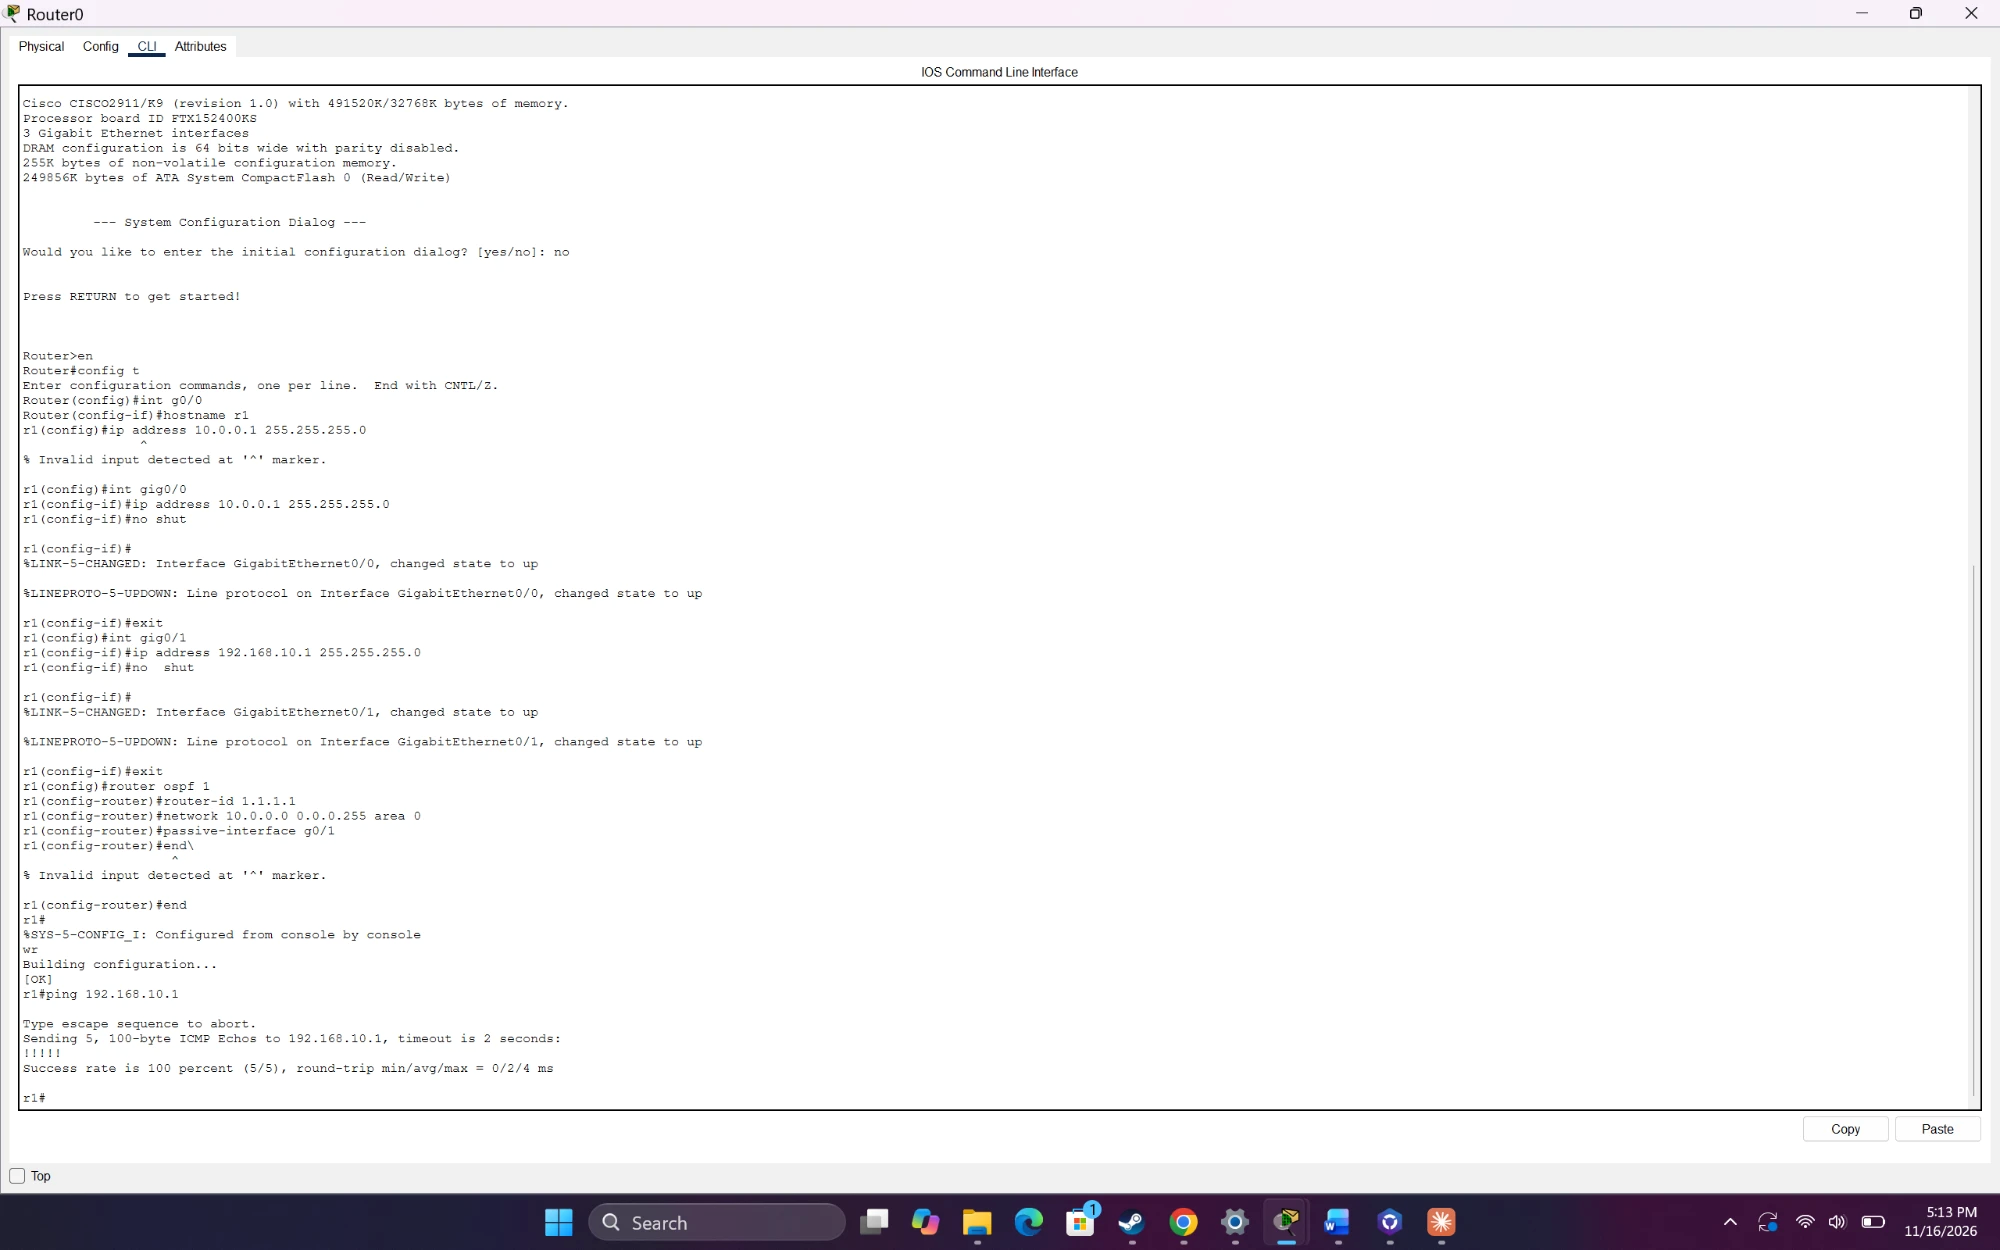 Router0
Physical Config CLI Attributes
IOS Command Line Interface
Cisco CISCO2911/K9 (revision 1.0) with 491520K/32768K bytes of memory.
Processor board ID FTX152400KS
3 Gigabit Ethernet interfaces
DRAM configuration is 64 bits wide with parity disabled.
255K bytes of non-volatile configuration memory.
249856K bytes of ATA System CompactFlash 0 (Read/Write)
--- System Configuration Dialog ---
Would you like to enter the initial configuration dialog? [yes/no]: no
Press RETURN to get started!
Router>en
Router#config t
Enter configuration commands, one per line.  End with CNTL/Z.
Router(config)#int g0/0
Router(config-if)#hostname r1
r1(config)#ip address 10.0.0.1 255.255.255.0
^
% Invalid input detected at '^' marker.
r1(config)#int gig0/0
r1(config-if)#ip address 10.0.0.1 255.255.255.0
r1(config-if)#no shut
r1(config-if)#
%LINK-5-CHANGED: Interface GigabitEthernet0/0, changed state to up
%LINEPROTO-5-UPDOWN: Line protocol on Interface GigabitEthernet0/0, changed state to up
r1(config-if)#exit
r1(config)#int gig0/1
r1(config-if)#ip address 192.168.10.1 255.255.255.0
r1(config-if)#no  shut
r1(config-if)#
%LINK-5-CHANGED: Interface GigabitEthernet0/1, changed state to up
%LINEPROTO-5-UPDOWN: Line protocol on Interface GigabitEthernet0/1, changed state to up
r1(config-if)#exit
r1(config)#router ospf 1
r1(config-router)#router-id 1.1.1.1
r1(config-router)#network 10.0.0.0 0.0.0.255 area 0
r1(config-router)#passive-interface g0/1
r1(config-router)#end\
^
% Invalid input detected at '^' marker.
r1(config-router)#end
r1#
%SYS-5-CONFIG_I: Configured from console by console
wr
Building configuration...
[OK]
r1#ping 192.168.10.1
Type escape sequence to abort.
Sending 5, 100-byte ICMP Echos to 192.168.10.1, timeout is 2 seconds:
!!!!!
Success rate is 100 percent (5/5), round-trip min/avg/max = 0/2/4 ms
r1#
Copy Paste
Top
Search
1
W
5:13 PM
11/16/2026